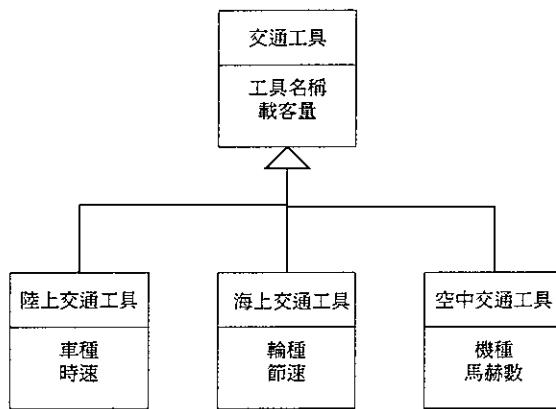 交通工具
工具名稱
載客量
陸上交通工具
海上交通工具
空中交通工具
車種
時速
輪種
節速
機種
馬赫數